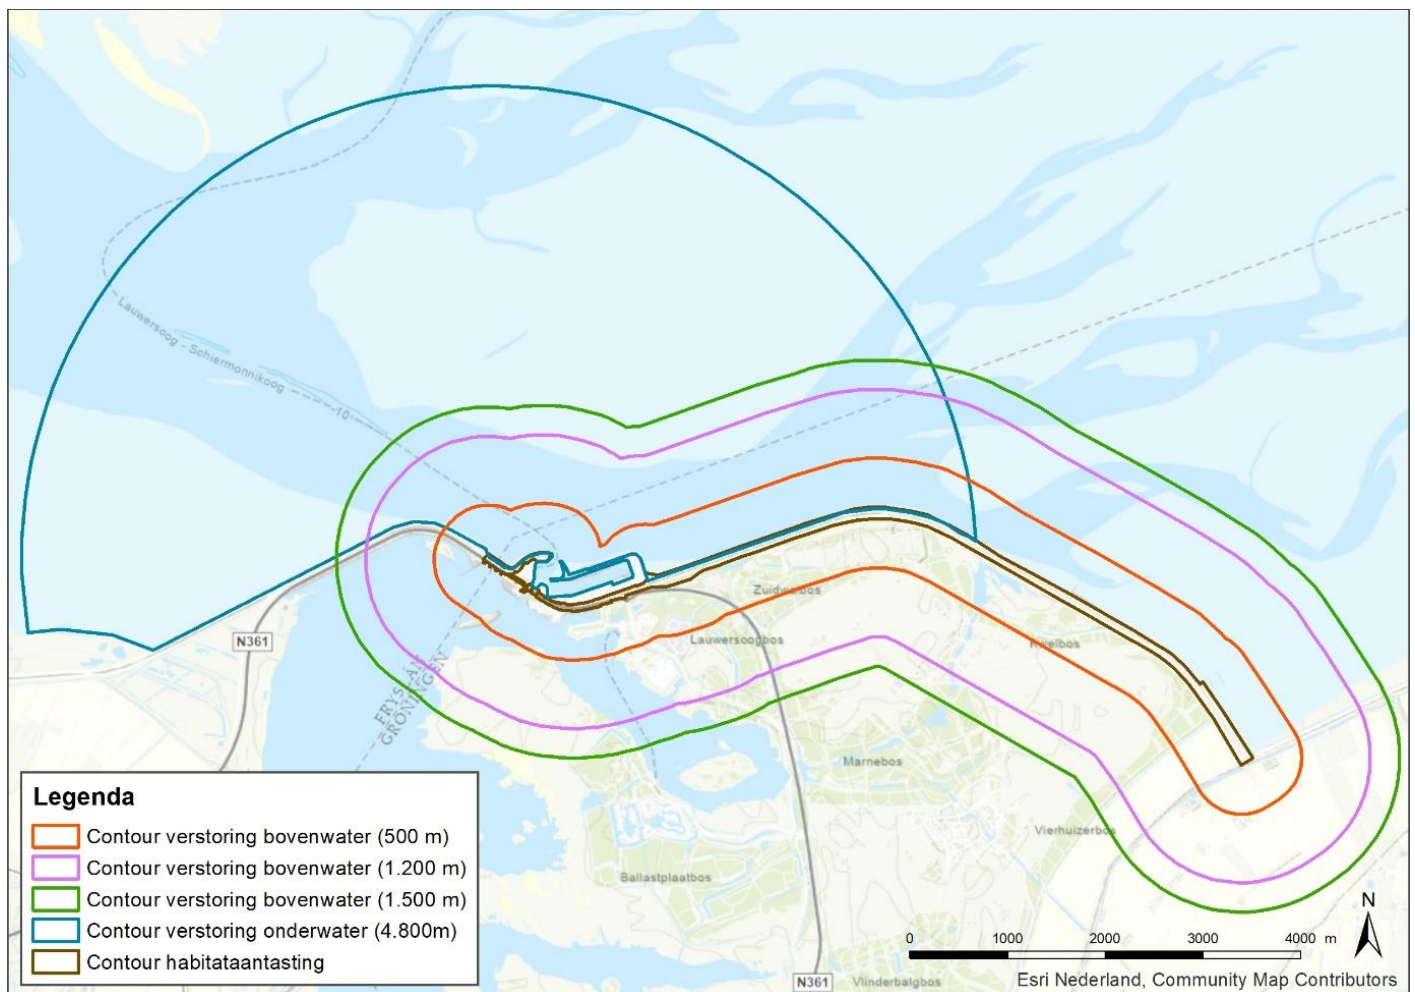 Lauwersoog - Schiermonnikoog
10
N361
FRYSLÂN
GRONINGEN
Zuidwalbos
Lauwersoogbos
Kwelbos
Marnebos
Vierhuizerbos
Ballastplaatbos
N361
Vlinderbalgbos
Legenda
Contour verstoring bovenwater (500 m)
Contour verstoring bovenwater (1.200 m)
Contour verstoring bovenwater (1.500 m)
Contour verstoring onderwater (4.800m)
Contour habitataantasting
N
0 1000 2000 3000 4000 m
Esri Nederland, Community Map Contributors